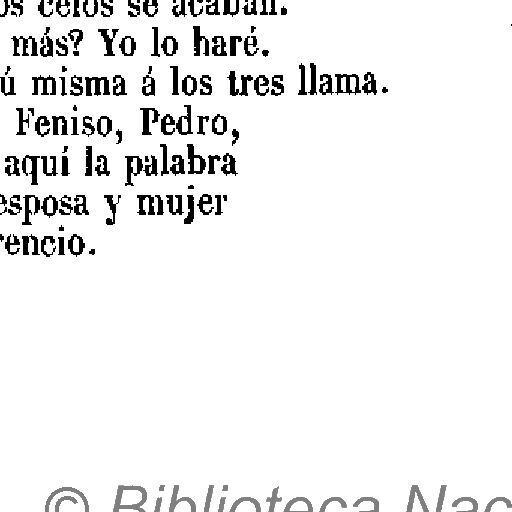 celos se acaban.
más? Yo lo haré.
ú misma á los tres llama.
Feniso, Pedro,
aquí la palabra
esposa y mujer
rencio.
© Biblioteca Nac